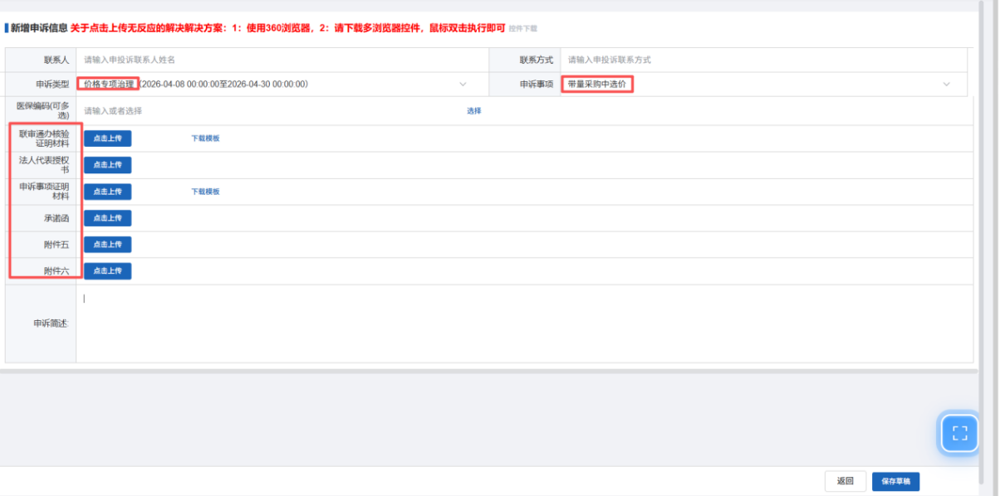 新增申诉信息 关于点击上传无反应的解决解决方案：1：使用360浏览器，2：请下载多浏览器控件，鼠标双击执行即可 控件下载
联系人 请输入申投诉联系人姓名 联系方式 请输入申投诉联系方式
申诉类型 价格专项治理（2026-04-08 00:00:00至2026-04-30 00:00:00） 申诉事项 带量采购中选价
医保编码(可多
选) 请输入或者选择 选择
联审通办核验
证明材料 点击上传 下载模板
法人代表授权
书 点击上传
申诉事项证明
材料 点击上传 下载模板
承诺函 点击上传
附件五 点击上传
附件六 点击上传
申诉简述:
返回 保存草稿